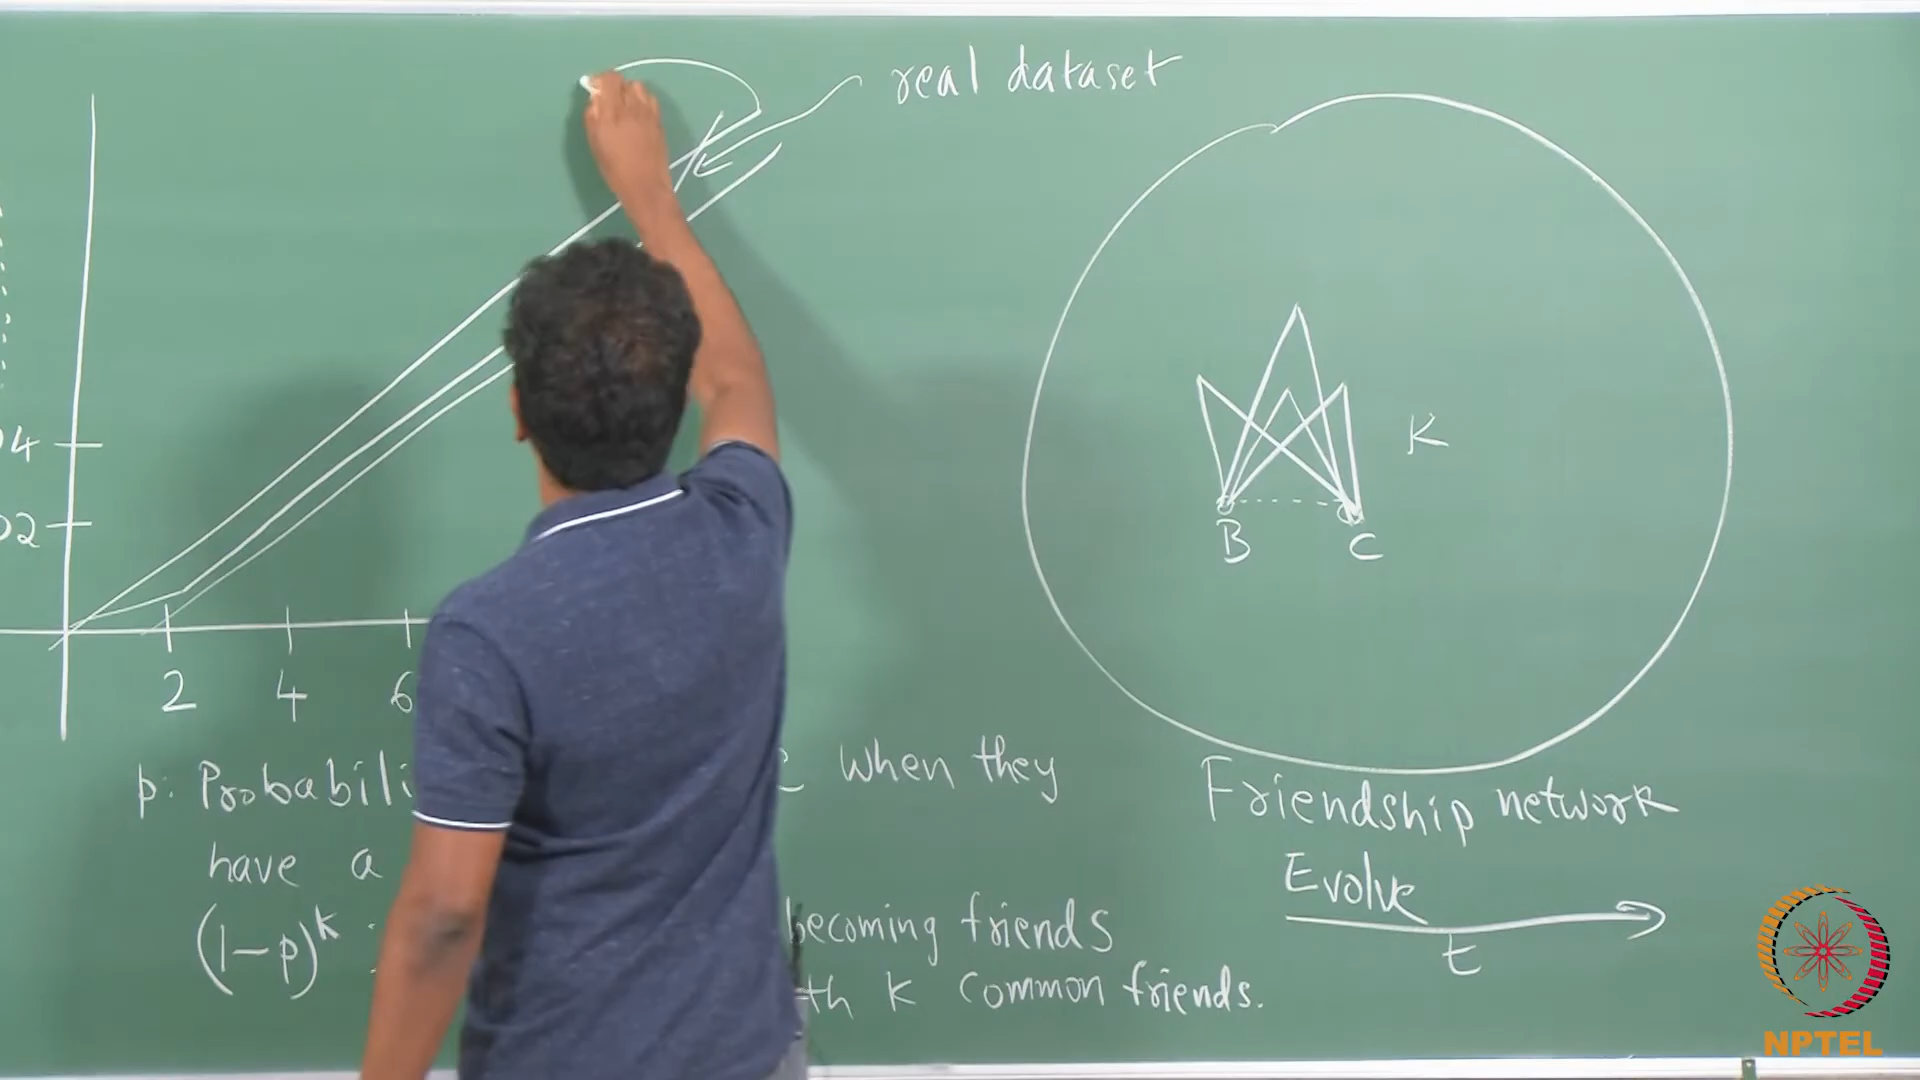 real dataset
4
02
2 4 6
K
B C
p: Probabili when they
have a
(1-p)^k : becoming friends
th K common friends.
Friendship network
Evolve
t
NPTEL